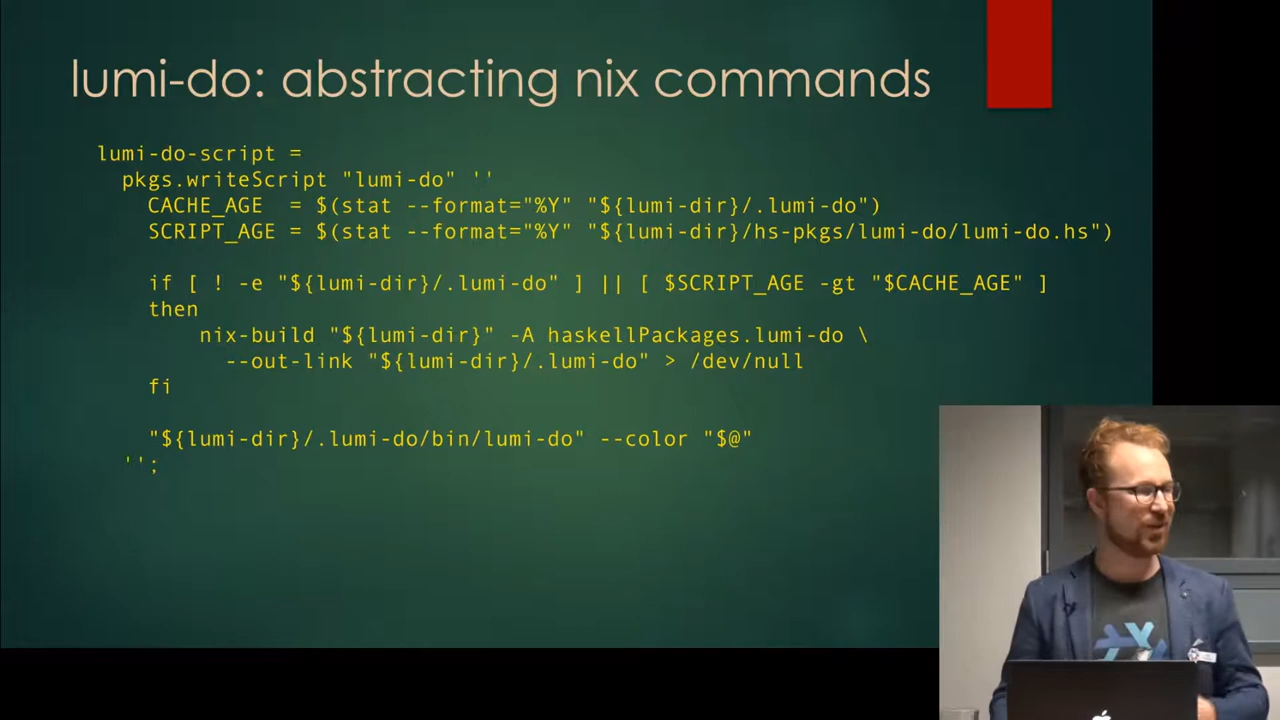 lumi-do: abstracting nix commands
lumi-do-script =
pkgs.writeScript "lumi-do" ''
CACHE_AGE  = $(stat --format="%Y" "${lumi-dir}/.lumi-do")
SCRIPT_AGE = $(stat --format="%Y" "${lumi-dir}/hs-pkgs/lumi-do/lumi-do.hs")
if [ ! -e "${lumi-dir}/.lumi-do" ] || [ $SCRIPT_AGE -gt "$CACHE_AGE" ]
then
nix-build "${lumi-dir}" -A haskellPackages.lumi-do \
--out-link "${lumi-dir}/.lumi-do" > /dev/null
fi
"${lumi-dir}/.lumi-do/bin/lumi-do" --color "$@"
'';